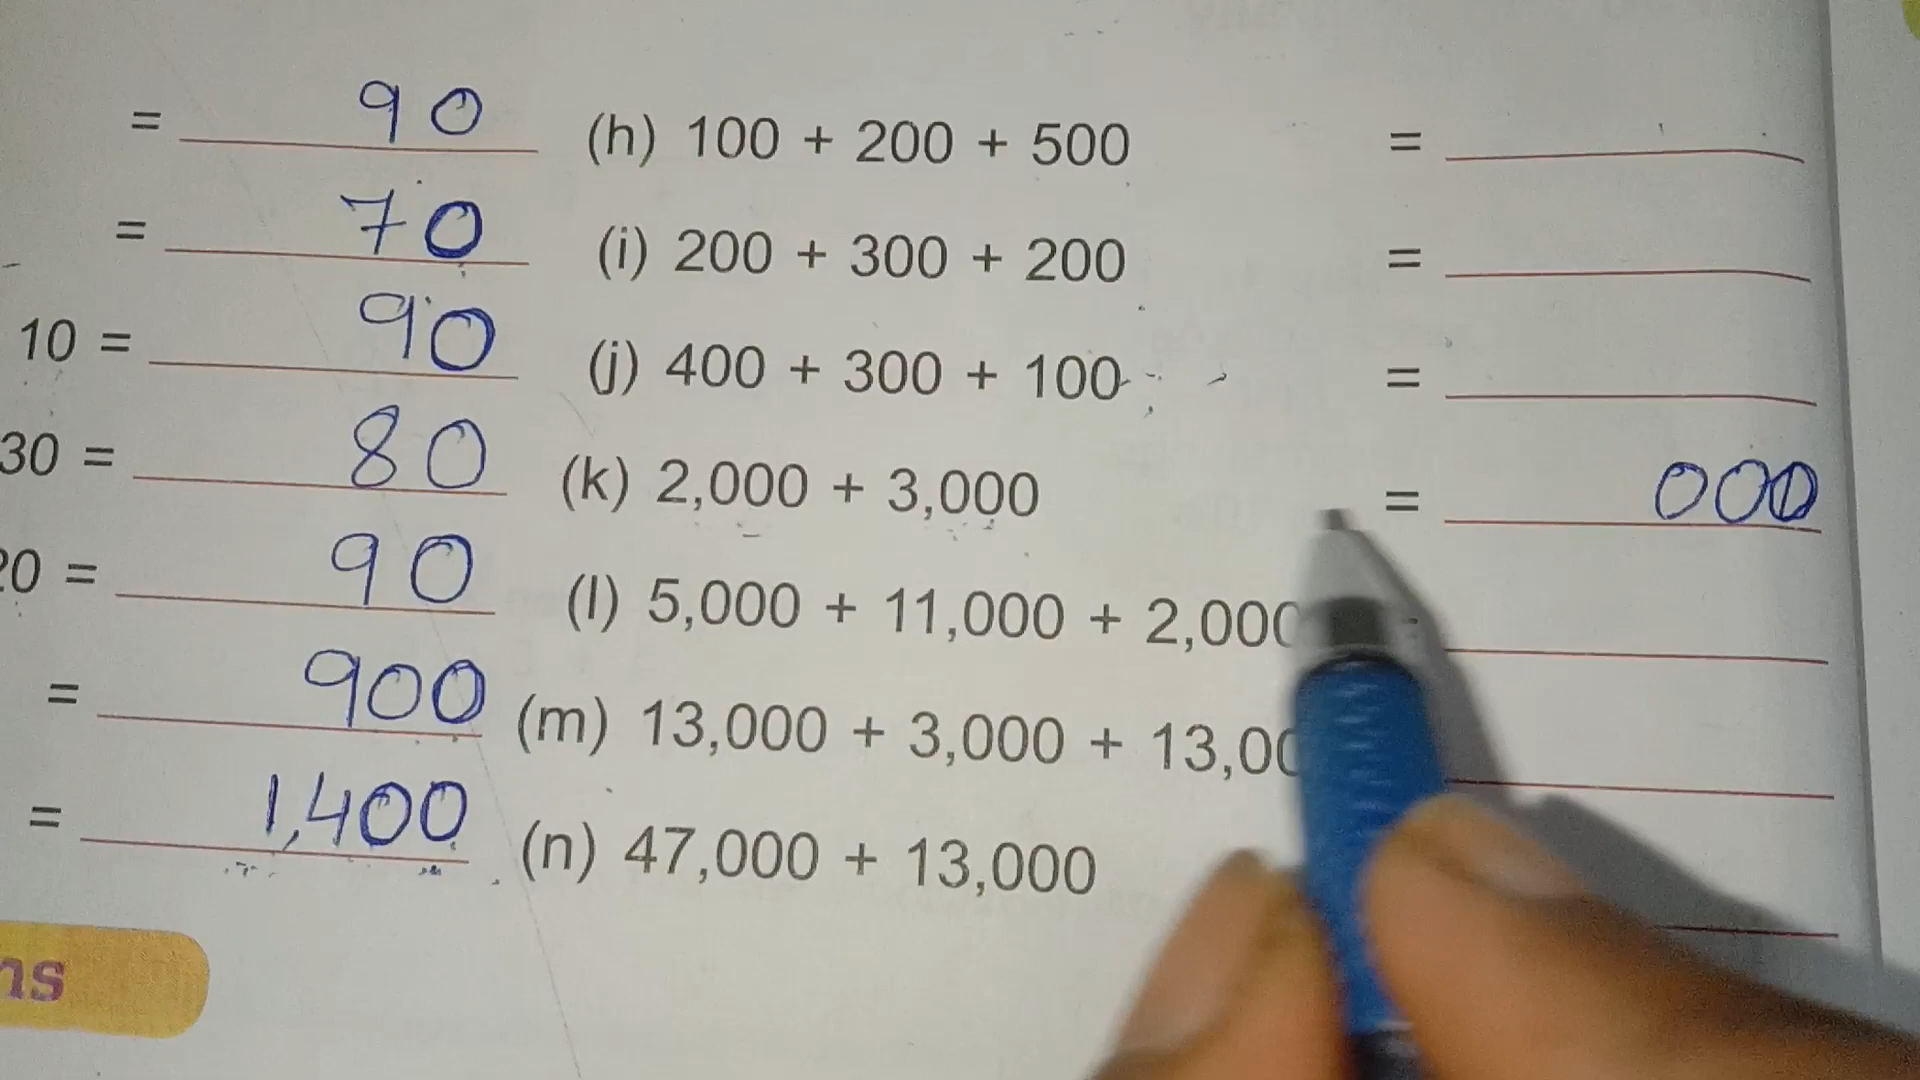 = 90 (h) 100 + 200 + 500 =
= 70 (i) 200 + 300 + 200 =
10 = 90 (j) 400 + 300 + 100 =
30 = 80 (k) 2,000 + 3,000 = 000
20 = 90 (l) 5,000 + 11,000 + 2,000
= 900 (m) 13,000 + 3,000 + 13,00
= 1,400 (n) 47,000 + 13,000
ns